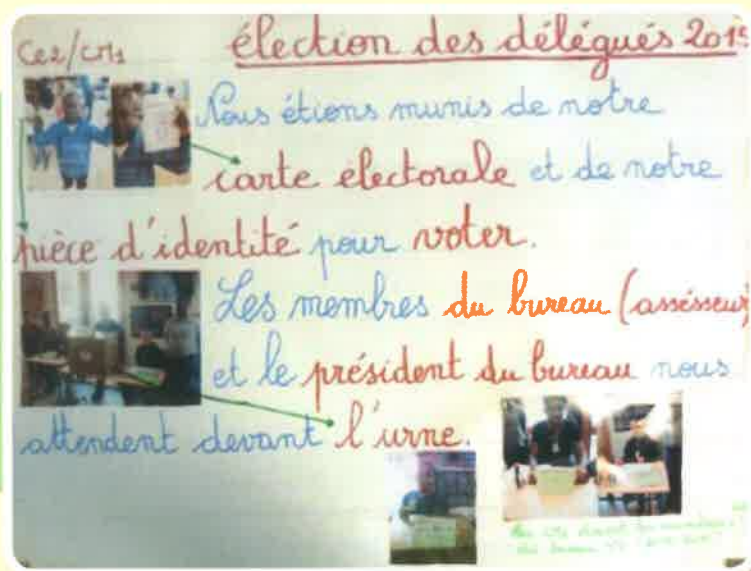 Ce2/CM1
élection des délégués 2015
Nous étions munis de notre
carte électorale et de notre
pièce d'identité pour voter.
Les membres du bureau (assésseurs
et le président du bureau nous
attendent devant l'urne.